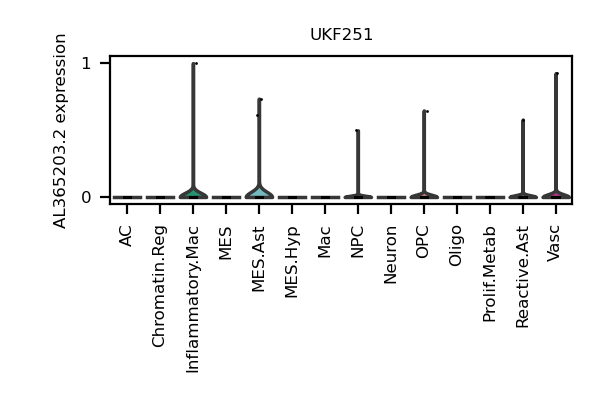 UKF251
AL365203.2 expression
1
0
AC
Chromatin.Reg
Inflammatory.Mac
MES
MES.Ast
MES.Hyp
Mac
NPC
Neuron
OPC
Oligo
Prolif.Metab
Reactive.Ast
Vasc